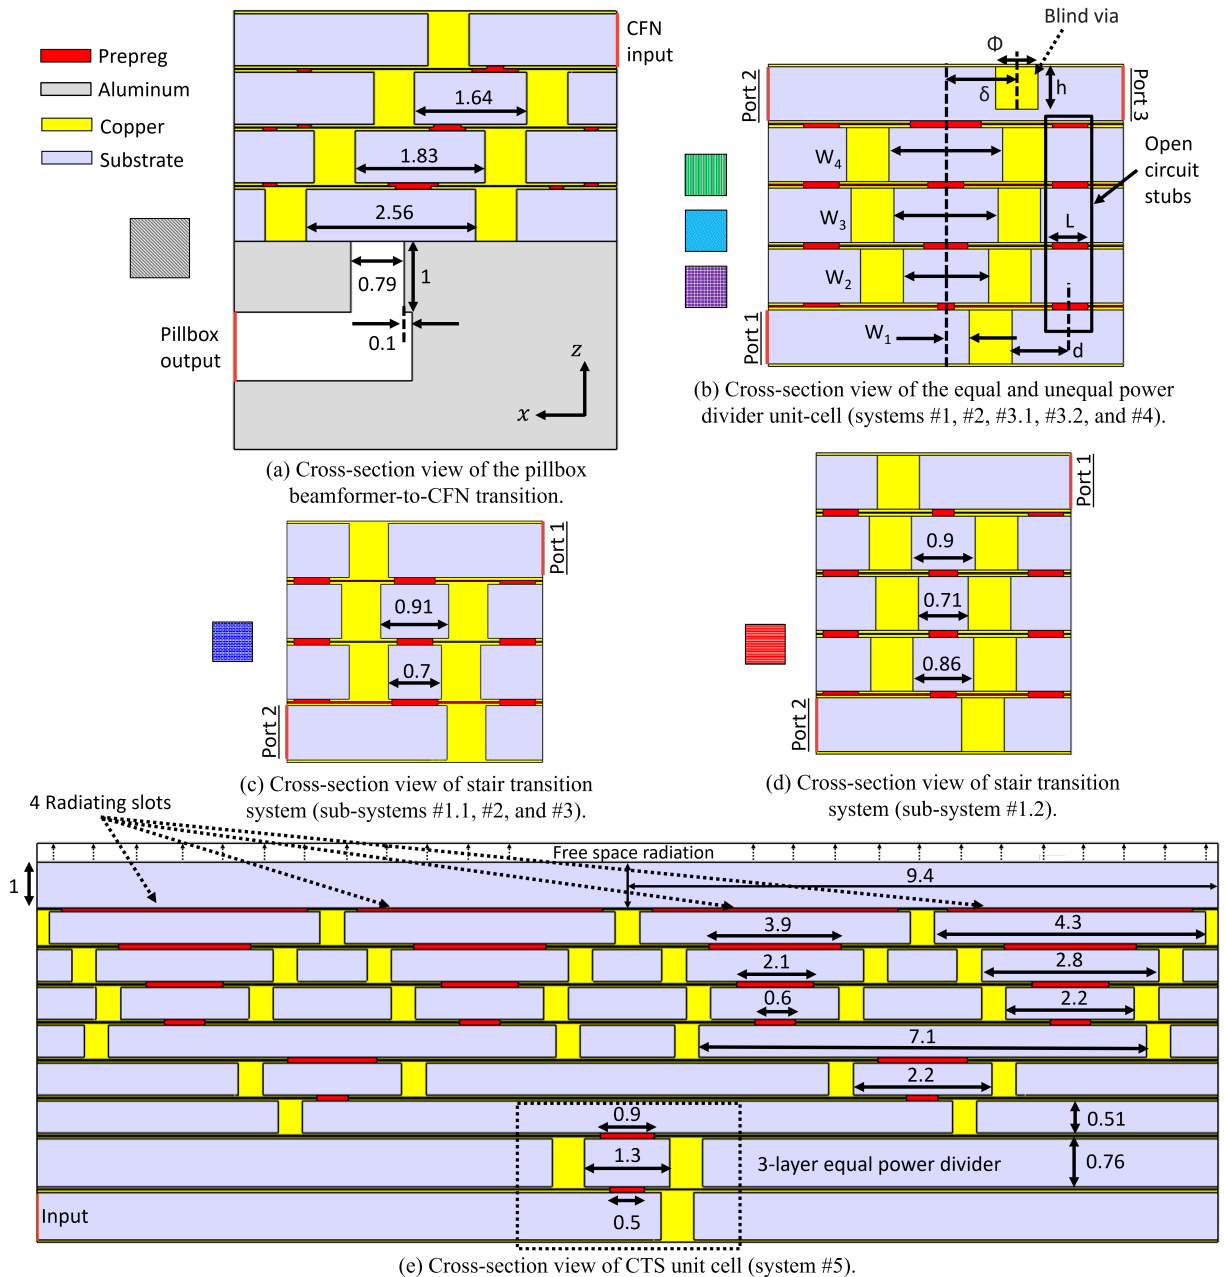 Prepreg
Aluminum
Copper
Substrate
CFN
input
1.64
1.83
2.56
0.79
1
0.1
Pillbox
output
z
x
(a) Cross-section view of the pillbox
beamformer-to-CFN transition.
Blind via
Φ
δ
h
Port 2
Port 3
W4
W3
W2
W1
L
d
Open
circuit
stubs
Port 1
(b) Cross-section view of the equal and unequal power
divider unit-cell (systems #1, #2, #3.1, #3.2, and #4).
Port 1
0.91
0.7
Port 2
(c) Cross-section view of stair transition
system (sub-systems #1.1, #2, and #3).
Port 1
0.9
0.71
0.86
Port 2
(d) Cross-section view of stair transition
system (sub-system #1.2).
4 Radiating slots
Free space radiation
1
9.4
3.9
4.3
2.1
2.8
0.6
2.2
7.1
2.2
0.9
0.51
1.3
3-layer equal power divider
0.76
Input
0.5
(e) Cross-section view of CTS unit cell (system #5).